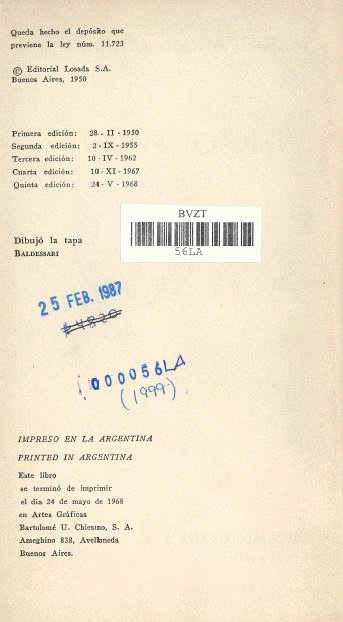 Queda hecho el depósito que
previene la ley núm. 11.723
© Editorial Losada S.A.
Buenos Aires, 1950
Primera edición: 28 - II - 1950
Segunda edición: 2 - IX - 1955
Tercera edición: 10 - IV - 1962
Cuarta edición: 10 - XI - 1967
Quinta edición: 24 - V - 1968
BVZT
56LA
Dibujó la tapa
BALDESSARI
25 FEB. 1987
$4820
000056LA
(1999)
IMPRESO EN LA ARGENTINA
PRINTED IN ARGENTINA
Este libro
se terminó de imprimir
el día 24 de mayo de 1968
en Artes Gráficas
Bartolomé U. Chiesino, S. A.
Ameghino 838, Avellaneda
Buenos Aires.